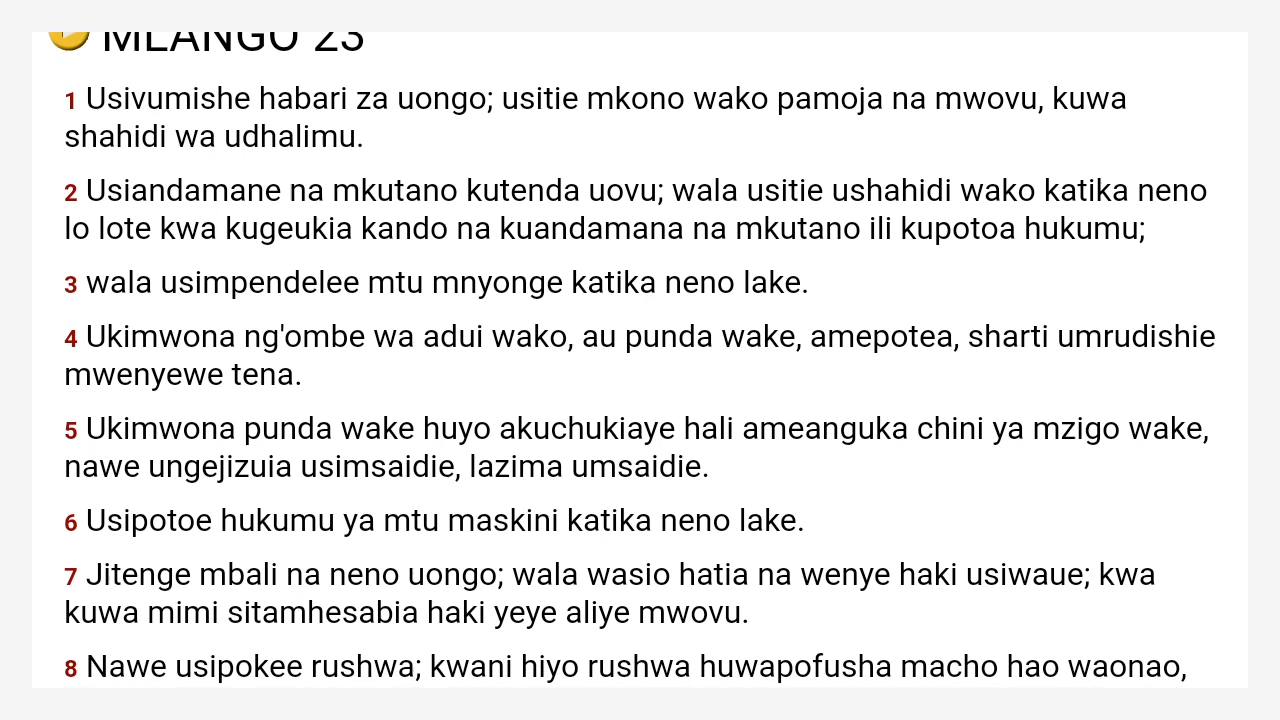 MLANGO 23
1 Usivumishe habari za uongo; usitie mkono wako pamoja na mwovu, kuwa
shahidi wa udhalimu.
2 Usiandamane na mkutano kutenda uovu; wala usitie ushahidi wako katika neno
lo lote kwa kugeukia kando na kuandamana na mkutano ili kupotoa hukumu;
3 wala usimpendelee mtu mnyonge katika neno lake.
4 Ukimwona ng'ombe wa adui wako, au punda wake, amepotea, sharti umrudishie
mwenyewe tena.
5 Ukimwona punda wake huyo akuchukiaye hali ameanguka chini ya mzigo wake,
nawe ungejizuia usimsaidie, lazima umsaidie.
6 Usipotoe hukumu ya mtu maskini katika neno lake.
7 Jitenge mbali na neno uongo; wala wasio hatia na wenye haki usiwaue; kwa
kuwa mimi sitamhesabia haki yeye aliye mwovu.
8 Nawe usipokee rushwa; kwani hiyo rushwa huwapofusha macho hao waonao,